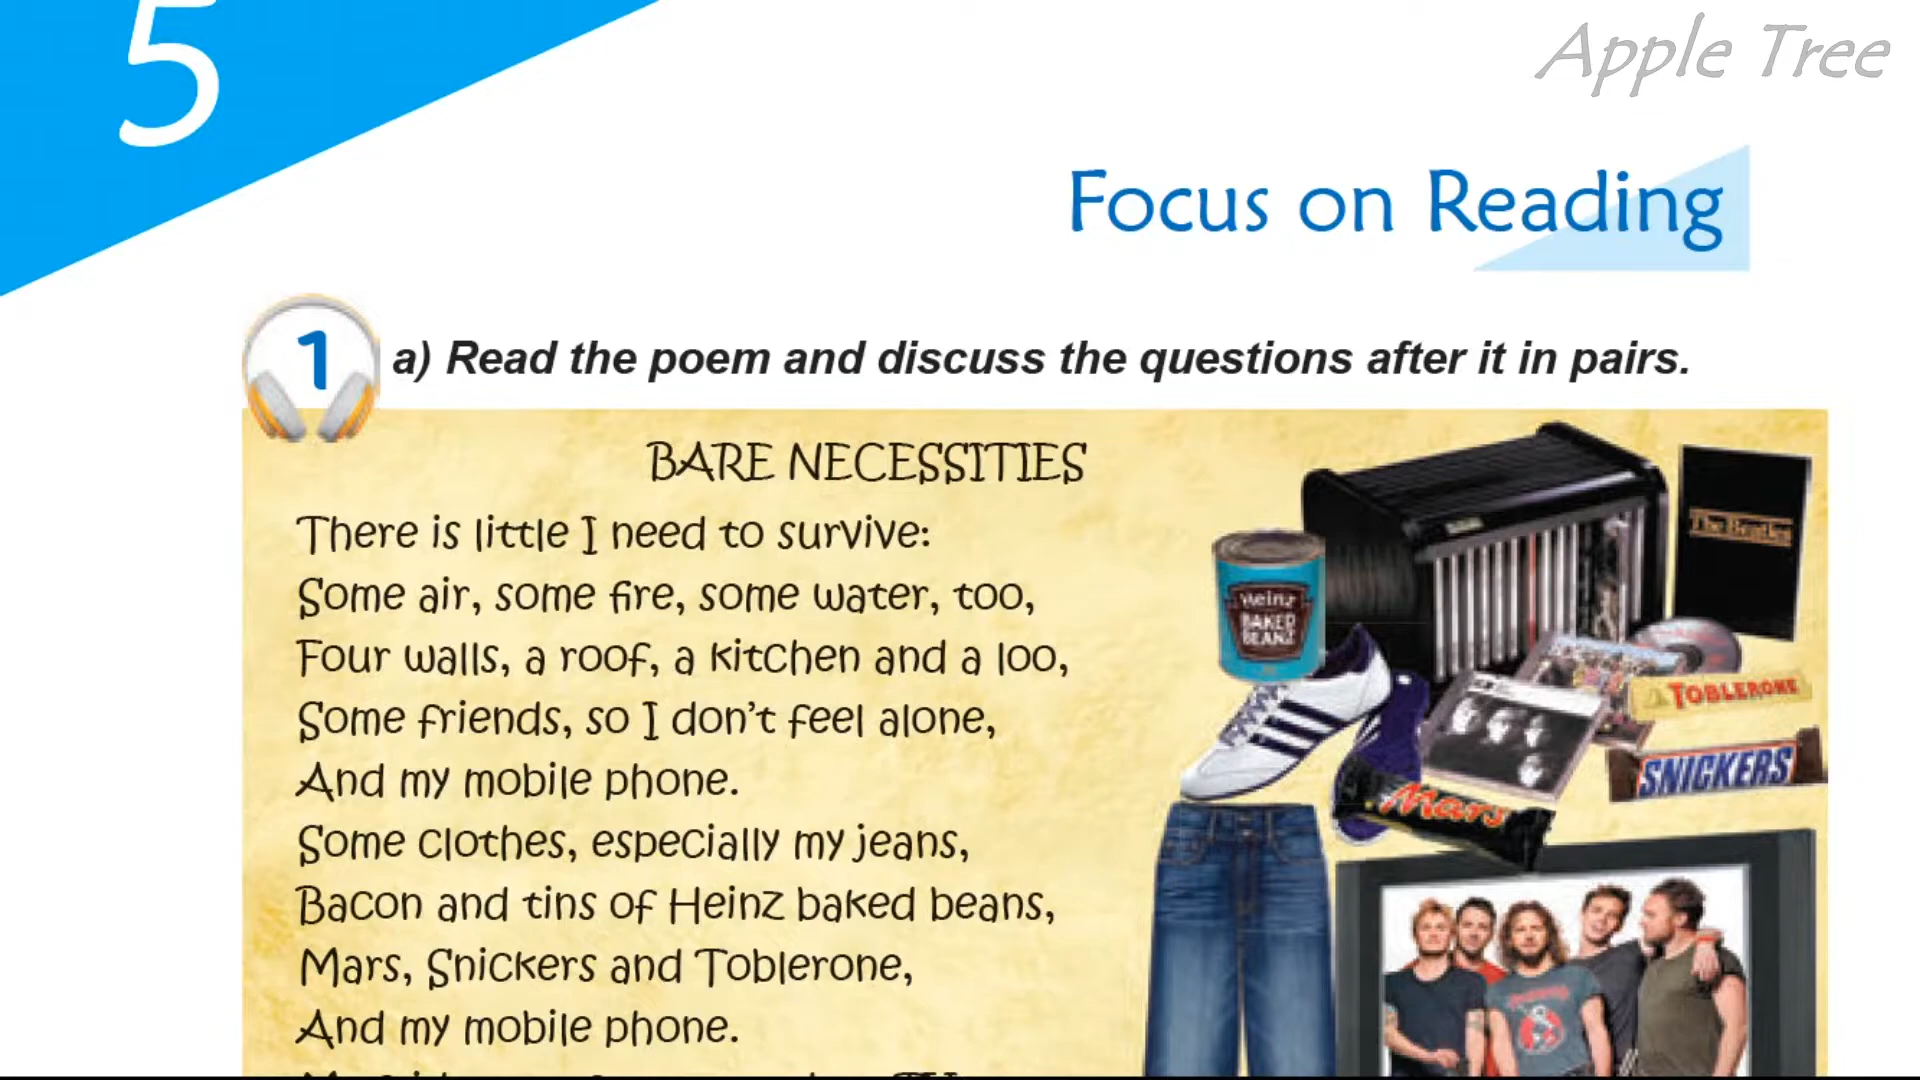 5
Apple Tree
Focus on Reading
1
a) Read the poem and discuss the questions after it in pairs.
BARE NECESSITIES
There is little I need to survive:
Some air, some fire, some water, too,
Four walls, a roof, a kitchen and a loo,
Some friends, so I don't feel alone,
And my mobile phone.
Some clothes, especially my jeans,
Bacon and tins of Heinz baked beans,
Mars, Snickers and Toblerone,
And my mobile phone.
Heinz
BAKED
BEANZ
The Beatles
TOBLERONE
SNICKERS
Mars